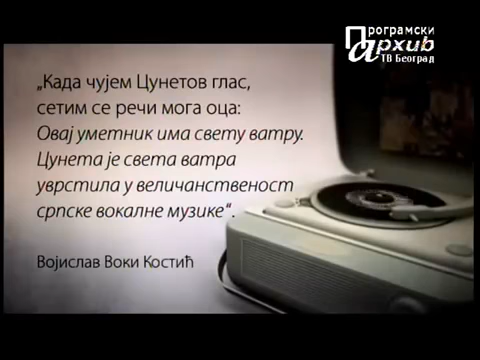 Програмски
Архив
ТВ Београд
„Када чујем Цунетов глас,
сетим се речи мога оца:
Овај уметник има свету ватру.
Цунета је света ватра
уврстила у величанственост
српске вокалне музике“.
Војислав Воки Костић